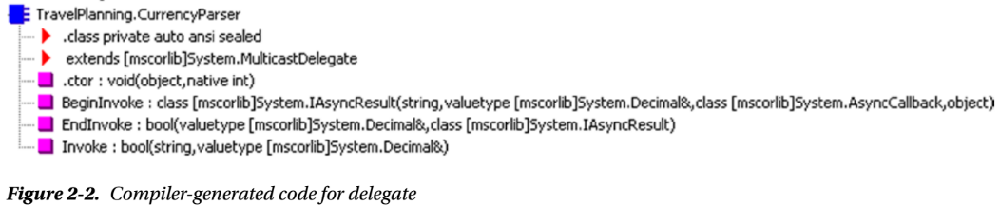 TravelPlanning.CurrencyParser
.class private auto ansi sealed
extends [mscorlib]System.MulticastDelegate
.ctor : void(object,native int)
BeginInvoke : class [mscorlib]System.IAsyncResult(string,valuetype [mscorlib]System.Decimal&,class [mscorlib]System.AsyncCallback,object)
EndInvoke : bool(valuetype [mscorlib]System.Decimal&,class [mscorlib]System.IAsyncResult)
Invoke : bool(string,valuetype [mscorlib]System.Decimal&)
Figure 2-2. Compiler-generated code for delegate